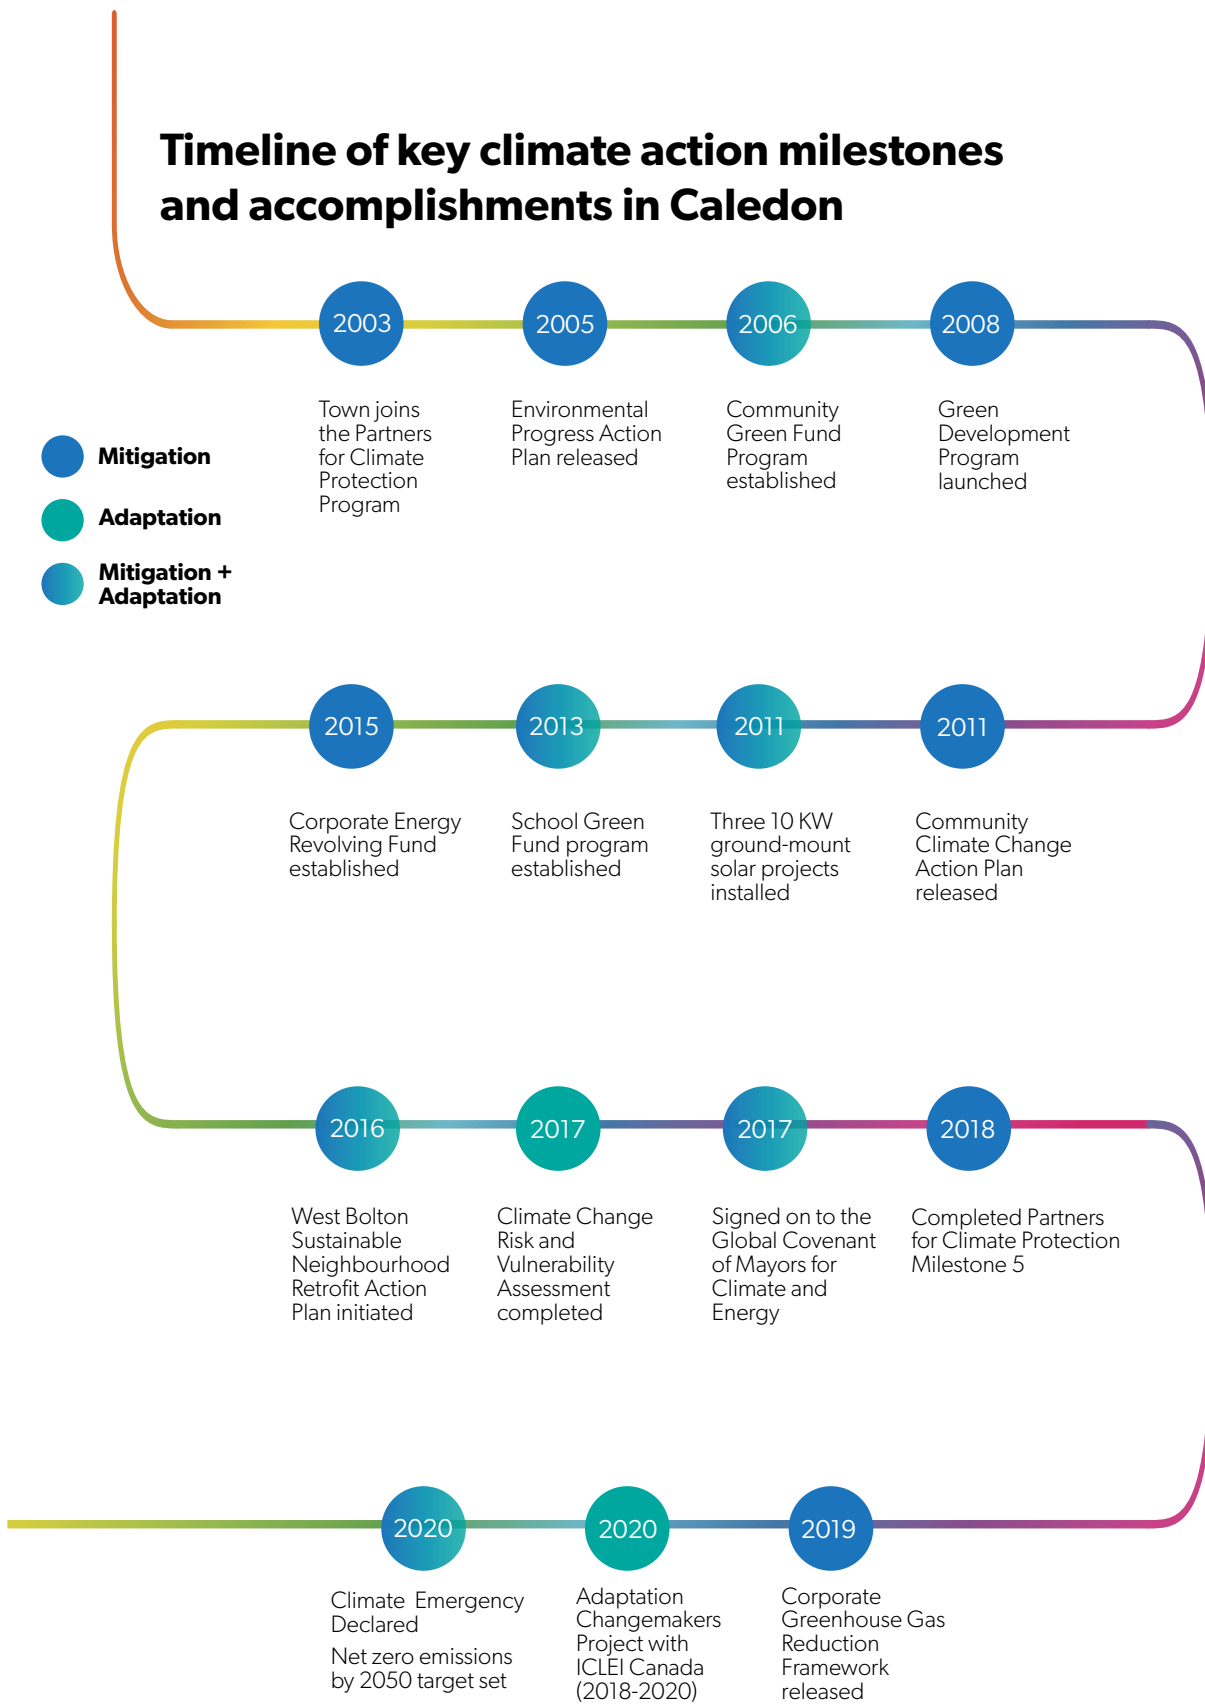 Timeline of key climate action milestones
and accomplishments in Caledon
2003
Town joins
the Partners
for Climate
Protection
Program
2005
Environmental
Progress Action
Plan released
2006
Community
Green Fund
Program
established
2008
Green
Development
Program
launched
Mitigation
Adaptation
Mitigation +
Adaptation
2015
Corporate Energy
Revolving Fund
established
2013
School Green
Fund program
established
2011
Three 10 KW
ground-mount
solar projects
installed
2011
Community
Climate Change
Action Plan
released
2016
West Bolton
Sustainable
Neighbourhood
Retrofit Action
Plan initiated
2017
Climate Change
Risk and
Vulnerability
Assessment
completed
2017
Signed on to the
Global Covenant
of Mayors for
Climate and
Energy
2018
Completed Partners
for Climate Protection
Milestone 5
2020
Climate Emergency
Declared
Net zero emissions
by 2050 target set
2020
Adaptation
Changemakers
Project with
ICLEI Canada
(2018-2020)
2019
Corporate
Greenhouse Gas
Reduction
Framework
released